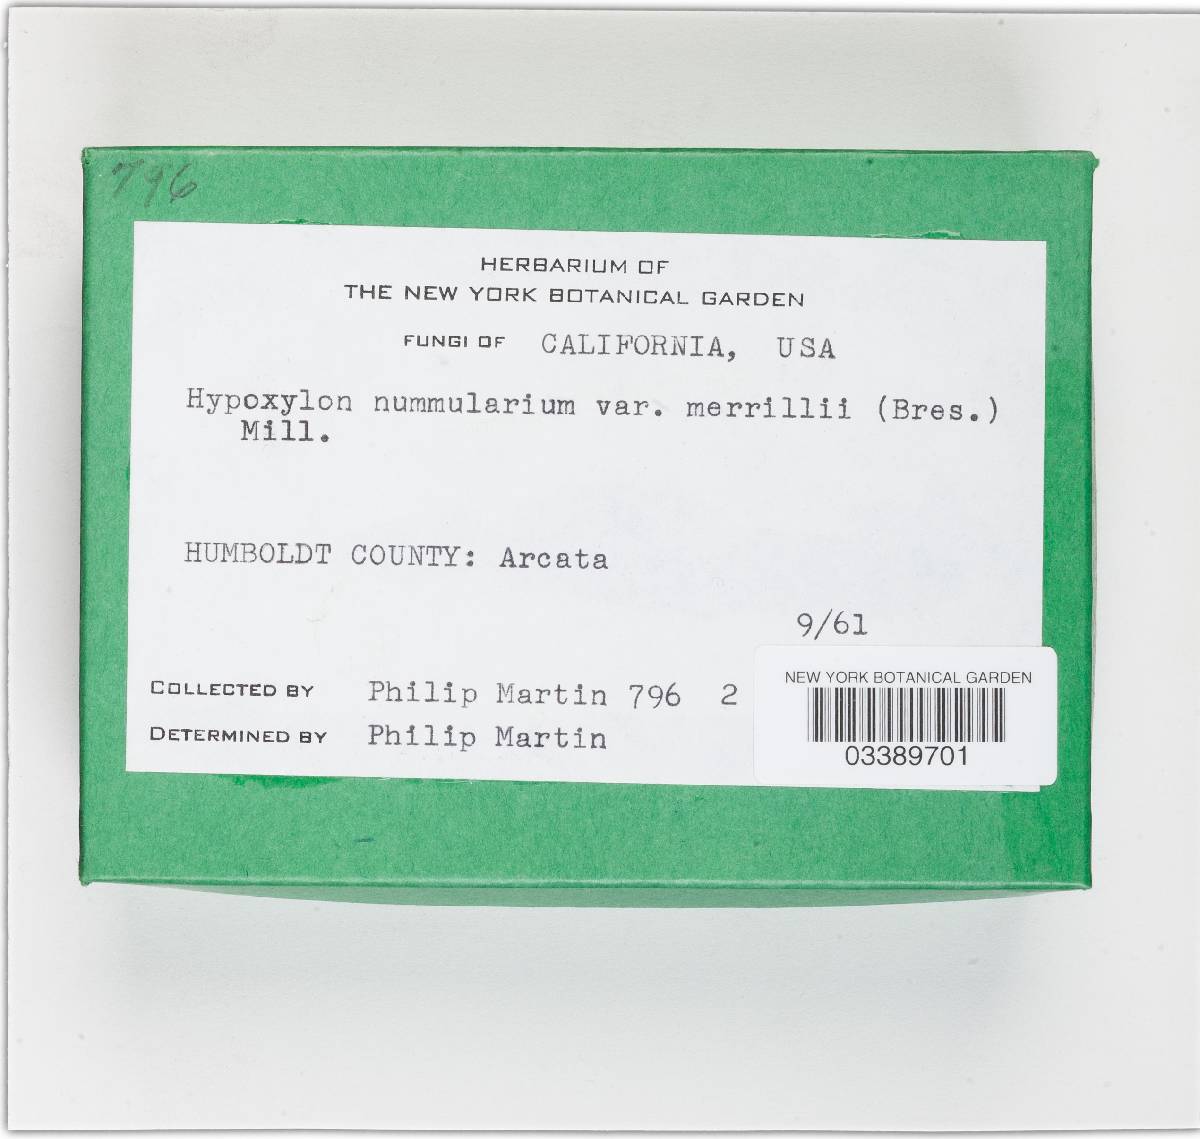 796
HERBARIUM OF
THE NEW YORK BOTANICAL GARDEN
FUNGI OF CALIFORNIA, USA
Hypoxylon nummularium var. merrillii (Bres.)
Mill.
HUMBOLDT COUNTY: Arcata
9/61
COLLECTED BY Philip Martin 796 2
DETERMINED BY Philip Martin
NEW YORK BOTANICAL GARDEN
03389701